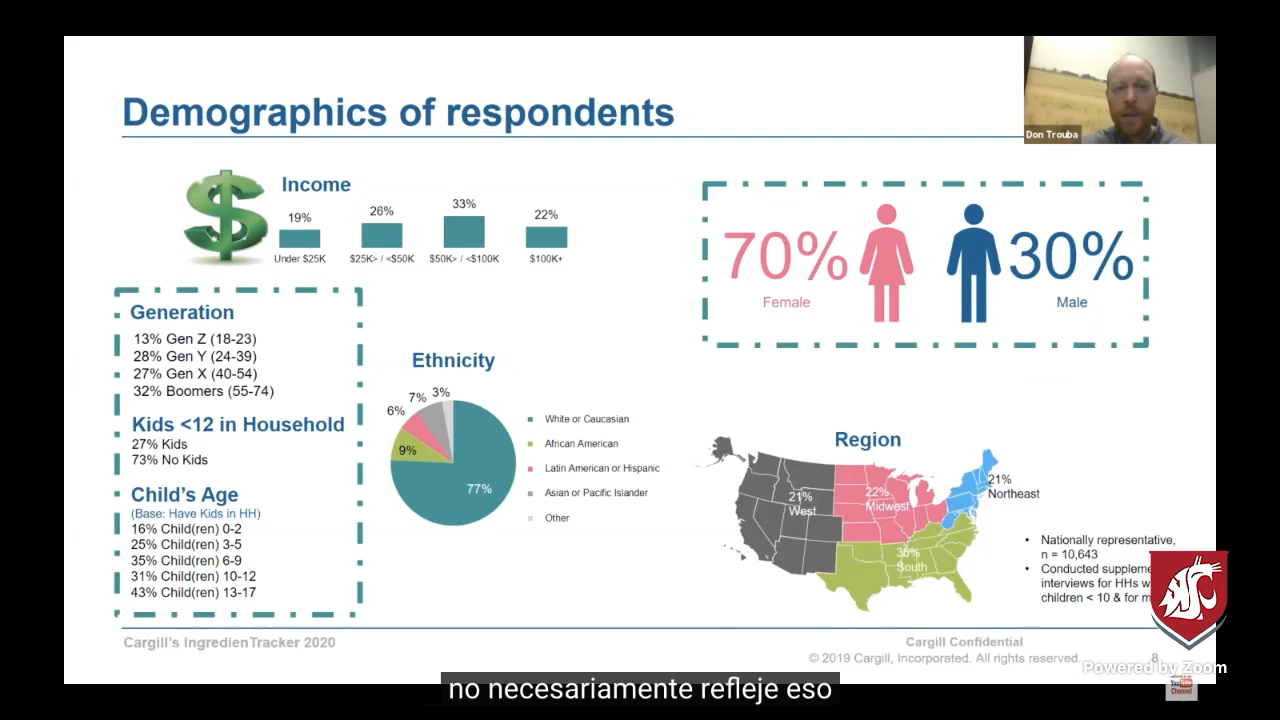 Demographics of respondents
Don Trouba
Income
19%
26%
33%
22%
Under $25K
$25K> / <$50K
$50K> / <$100K
$100K+
70%
Female
30%
Male
Generation
13% Gen Z (18-23)
28% Gen Y (24-39)
27% Gen X (40-54)
32% Boomers (55-74)
Kids <12 in Household
27% Kids
73% No Kids
Child's Age
(Base: Have Kids in HH)
16% Child(ren) 0-2
25% Child(ren) 3-5
35% Child(ren) 6-9
31% Child(ren) 10-12
43% Child(ren) 13-17
Ethnicity
3%
7%
6%
9%
77%
White or Caucasian
African American
Latin American or Hispanic
Asian or Pacific Islander
Other
Region
21%
West
22%
Midwest
21%
Northeast
36%
South
• Nationally representative,
n = 10,643
• Conducted
interviews for HHs
children < 10 & for
Cargill's IngredienTracker 2020
Cargill Confidential
© 2019 Cargill, Incorporated. All rights reserved.
8
Powered by Zoom
YouTube
Channel
no necesariamente refleje eso